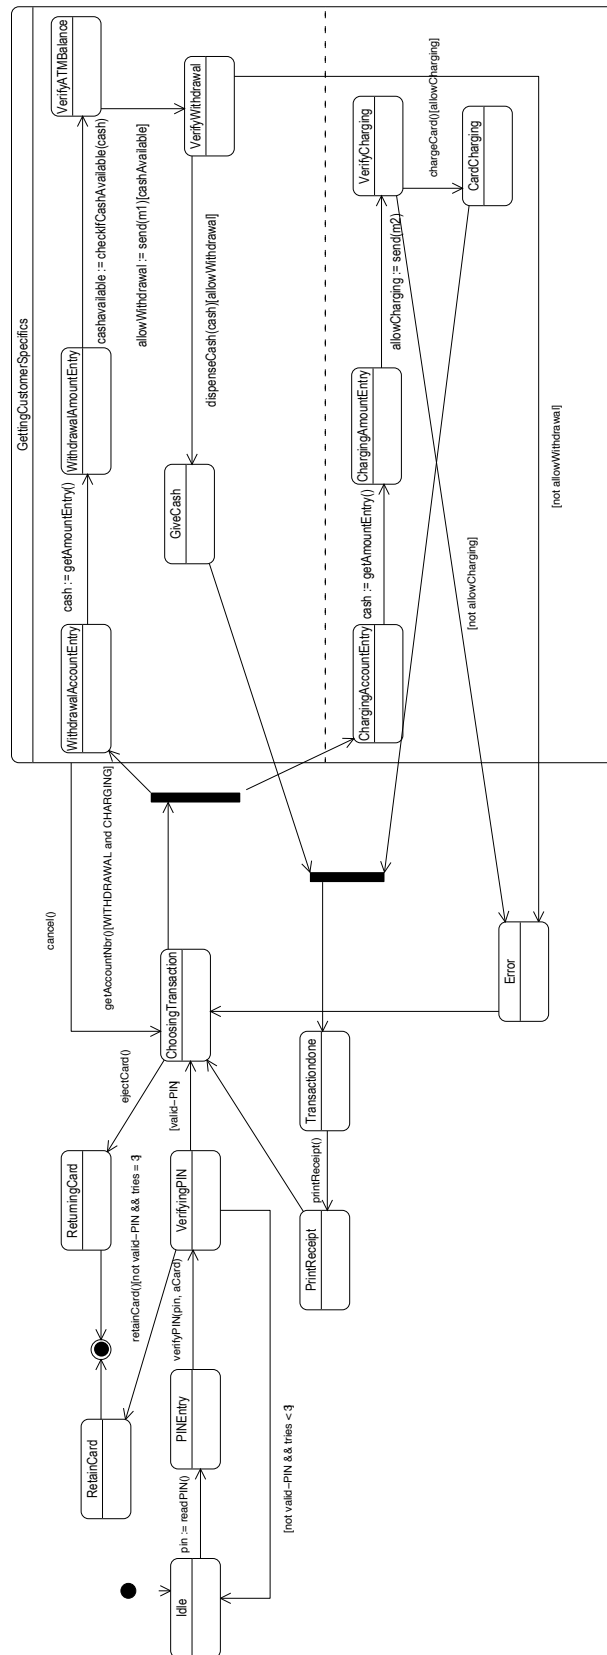 GettingCustomerSpecifics
VerifyATMBalance
cashavailable := checkIfCashAvailable(cash)
WithdrawalAmountEntry
cash := getAmountEntry()
WithdrawalAccountEntry
allowWithdrawal := send(m1)[cashAvailable]
VerifyWithdrawal
dispenseCash(cash)[allowWithdrawal]
GiveCash
VerifyCharging
allowCharging := send(m2)
ChargingAmountEntry
cash := getAmountEntry()
ChargingAccountEntry
chargeCard()[allowCharging]
CardCharging
[not allowCharging]
[not allowWithdrawal]
cancel()
getAccountNbr()[WITHDRAWAL and CHARGING]
ChoosingTransaction
Error
ejectCard()
[valid-PIN]
Transactiondone
printReceipt()
PrintReceipt
ReturningCard
retainCard()[not valid-PIN && tries = 3]
VerifyingPIN
verifyPIN(pin, aCard)
PINEntry
RetainCard
pin := readPIN()
[not valid-PIN && tries < 3]
Idle